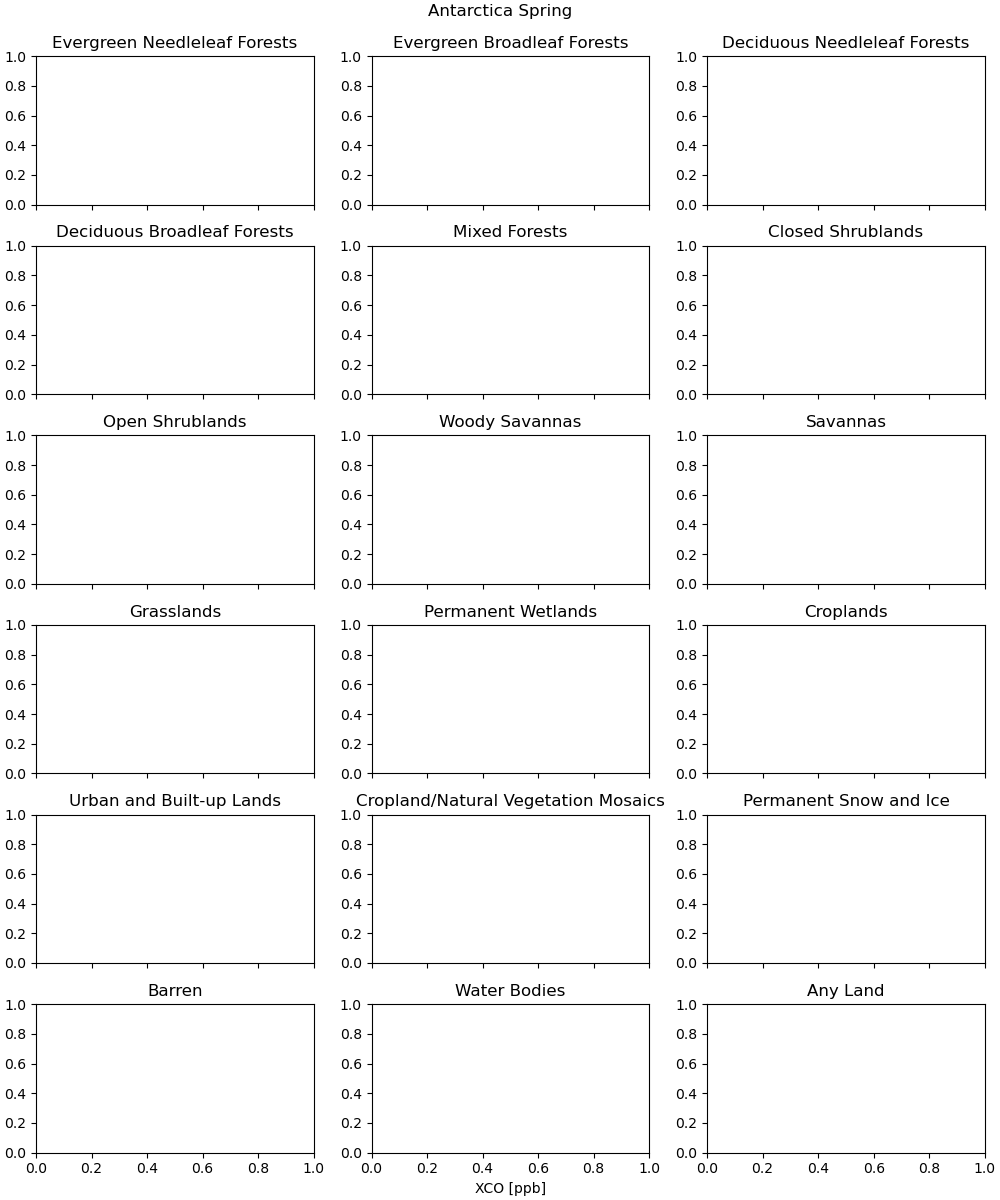 Antarctica Spring
Evergreen Needleleaf Forests Evergreen Broadleaf Forests Deciduous Needleleaf Forests
1.0 1.0 1.0
0.8 0.8 0.8
0.6 0.6 0.6
0.4 0.4 0.4
0.2 0.2 0.2
0.0 0.0 0.0
Deciduous Broadleaf Forests Mixed Forests Closed Shrublands
1.0 1.0 1.0
0.8 0.8 0.8
0.6 0.6 0.6
0.4 0.4 0.4
0.2 0.2 0.2
0.0 0.0 0.0
Open Shrublands Woody Savannas Savannas
1.0 1.0 1.0
0.8 0.8 0.8
0.6 0.6 0.6
0.4 0.4 0.4
0.2 0.2 0.2
0.0 0.0 0.0
Grasslands Permanent Wetlands Croplands
1.0 1.0 1.0
0.8 0.8 0.8
0.6 0.6 0.6
0.4 0.4 0.4
0.2 0.2 0.2
0.0 0.0 0.0
Urban and Built-up Lands Cropland/Natural Vegetation Mosaics Permanent Snow and Ice
1.0 1.0 1.0
0.8 0.8 0.8
0.6 0.6 0.6
0.4 0.4 0.4
0.2 0.2 0.2
0.0 0.0 0.0
Barren Water Bodies Any Land
1.0 1.0 1.0
0.8 0.8 0.8
0.6 0.6 0.6
0.4 0.4 0.4
0.2 0.2 0.2
0.0 0.0 0.0
0.0 0.2 0.4 0.6 0.8 1.0 0.0 0.2 0.4 0.6 0.8 1.0 0.0 0.2 0.4 0.6 0.8 1.0
XCO [ppb]